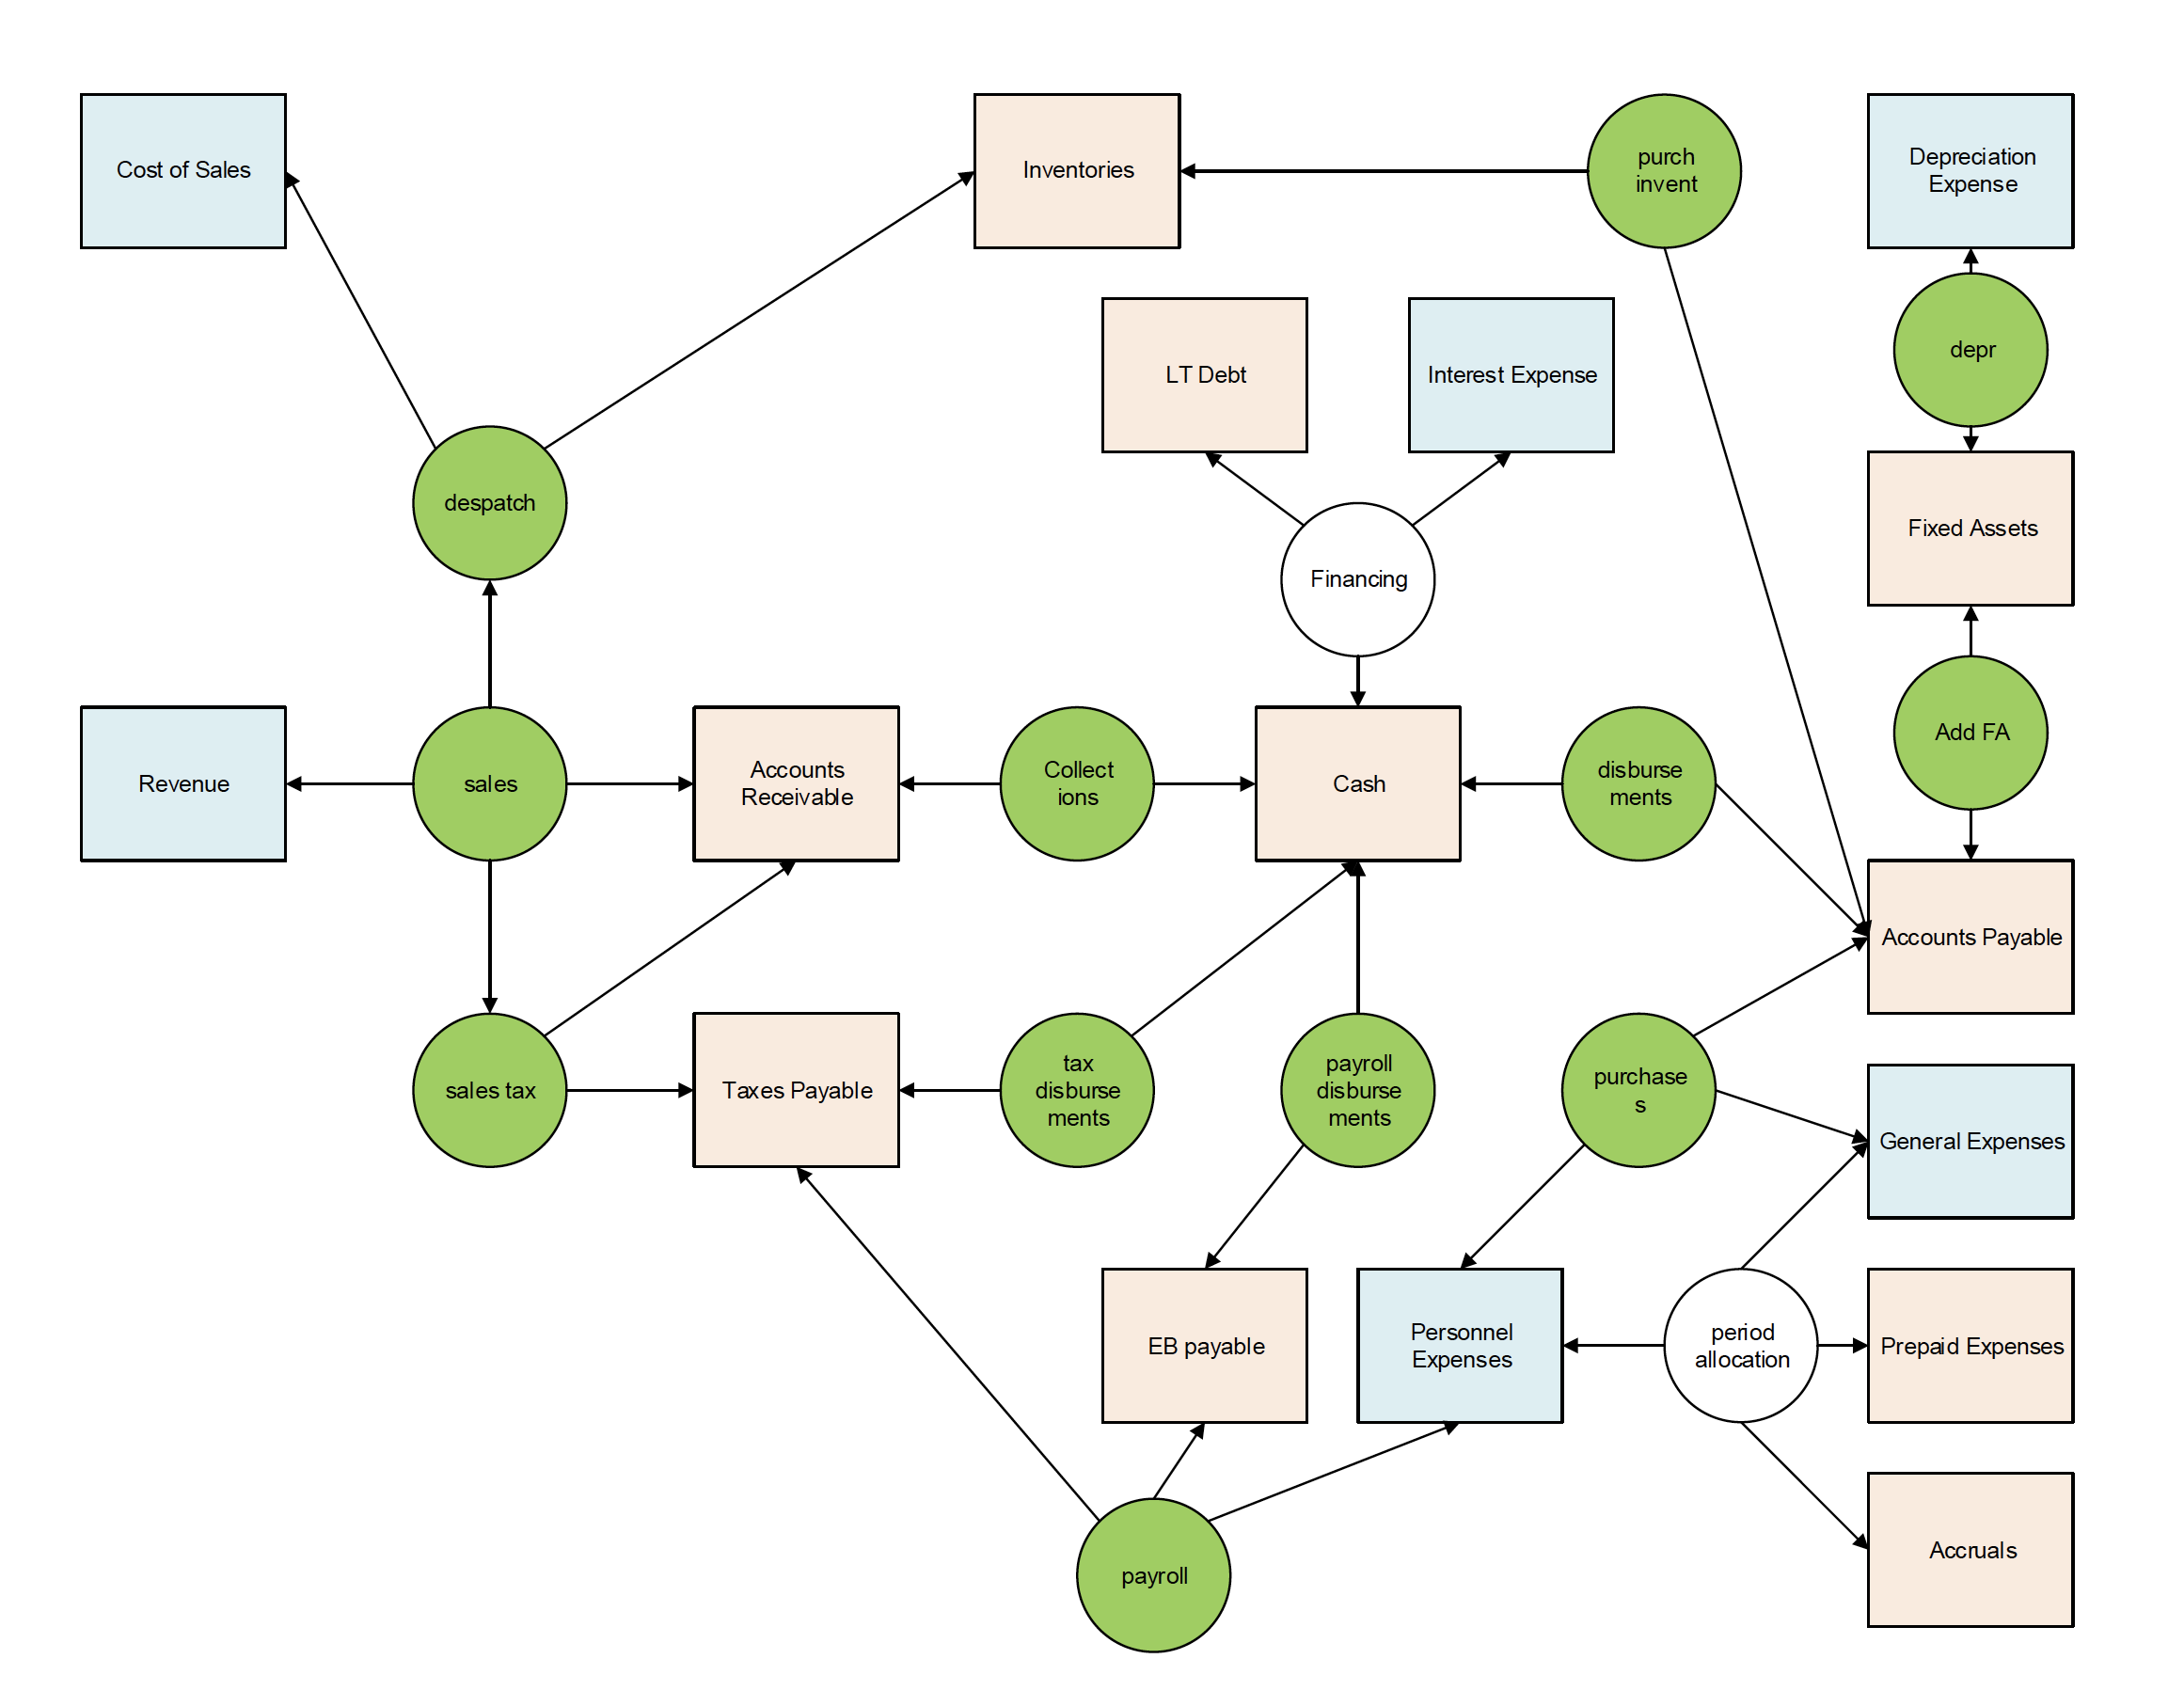 Cost of Sales
Inventories
purch
invent
Depreciation
Expense
LT Debt
Interest Expense
depr
despatch
Fixed Assets
Financing
Revenue
sales
Accounts
Receivable
Collect
ions
Cash
disburse
ments
Add FA
Accounts Payable
sales tax
Taxes Payable
tax
disburse
ments
payroll
disburse
ments
purchase
s
General Expenses
EB payable
Personnel
Expenses
period
allocation
Prepaid Expenses
payroll
Accruals